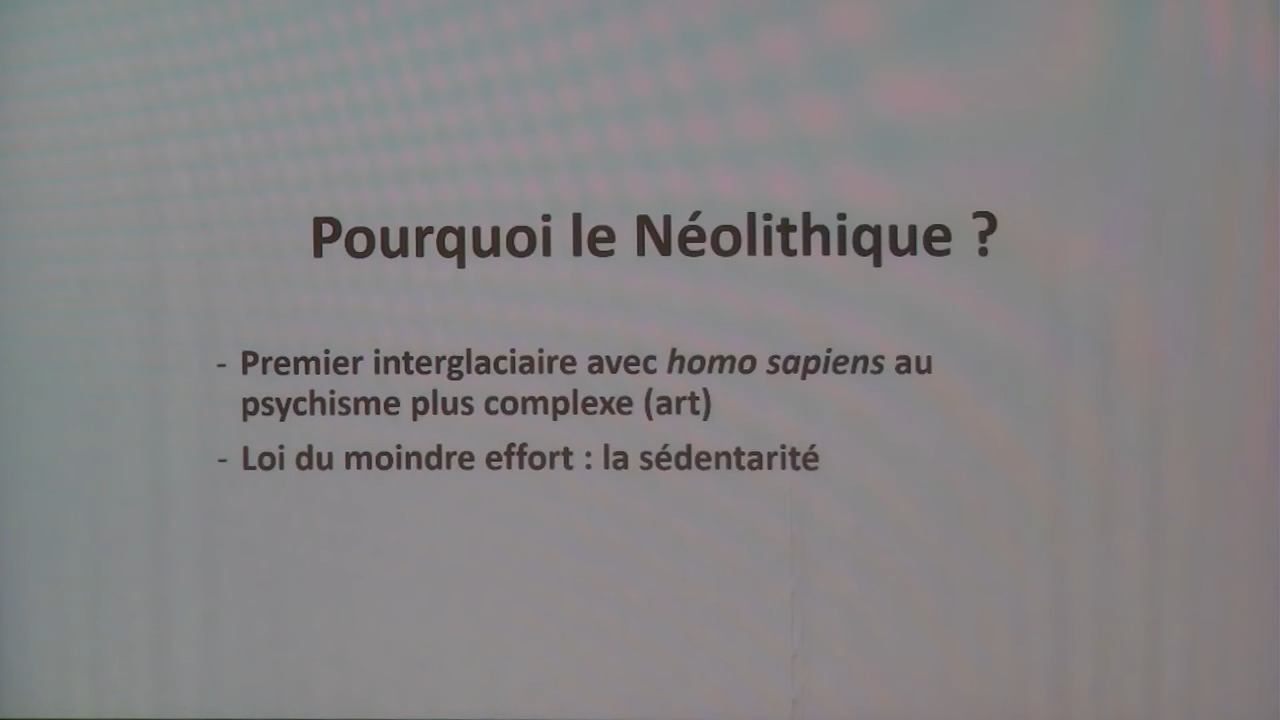 Pourquoi le Néolithique ?
- Premier interglaciaire avec homo sapiens au
psychisme plus complexe (art)
- Loi du moindre effort : la sédentarité